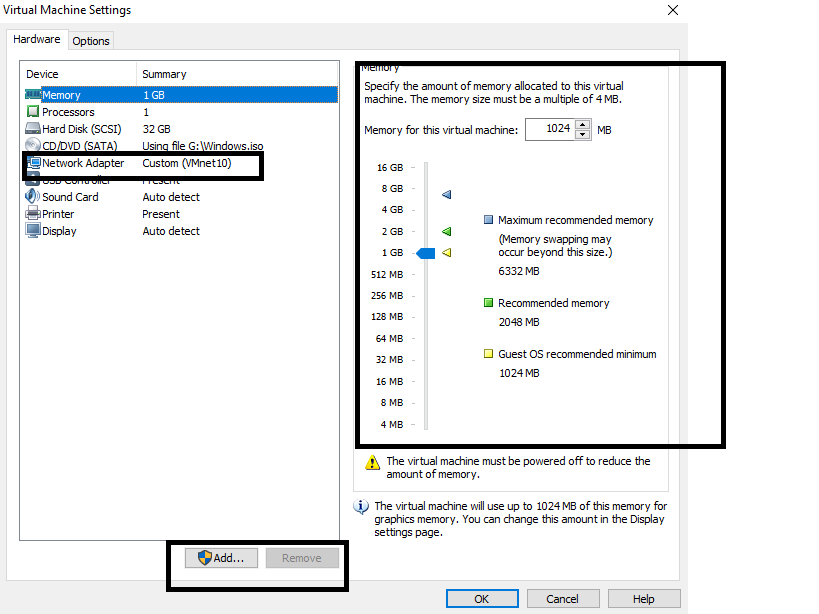 Virtual Machine Settings
Hardware Options
Device Summary
Memory 1 GB
Processors 1
Hard Disk (SCSI) 32 GB
CD/DVD (SATA) Using file G:\Windows.iso
Network Adapter Custom (VMnet10)
USB Controller Present
Sound Card Auto detect
Printer Present
Display Auto detect
Add... Remove
Memory
Specify the amount of memory allocated to this virtual
machine. The memory size must be a multiple of 4 MB.
Memory for this virtual machine: 1024 MB
16 GB
8 GB
4 GB
2 GB
1 GB
512 MB
256 MB
128 MB
64 MB
32 MB
16 MB
8 MB
4 MB
Maximum recommended memory
(Memory swapping may
occur beyond this size.)
6332 MB
Recommended memory
2048 MB
Guest OS recommended minimum
1024 MB
The virtual machine must be powered off to reduce the
amount of memory.
The virtual machine will use up to 1024 MB of this memory for
graphics memory. You can change this amount in the Display
settings page.
OK Cancel Help